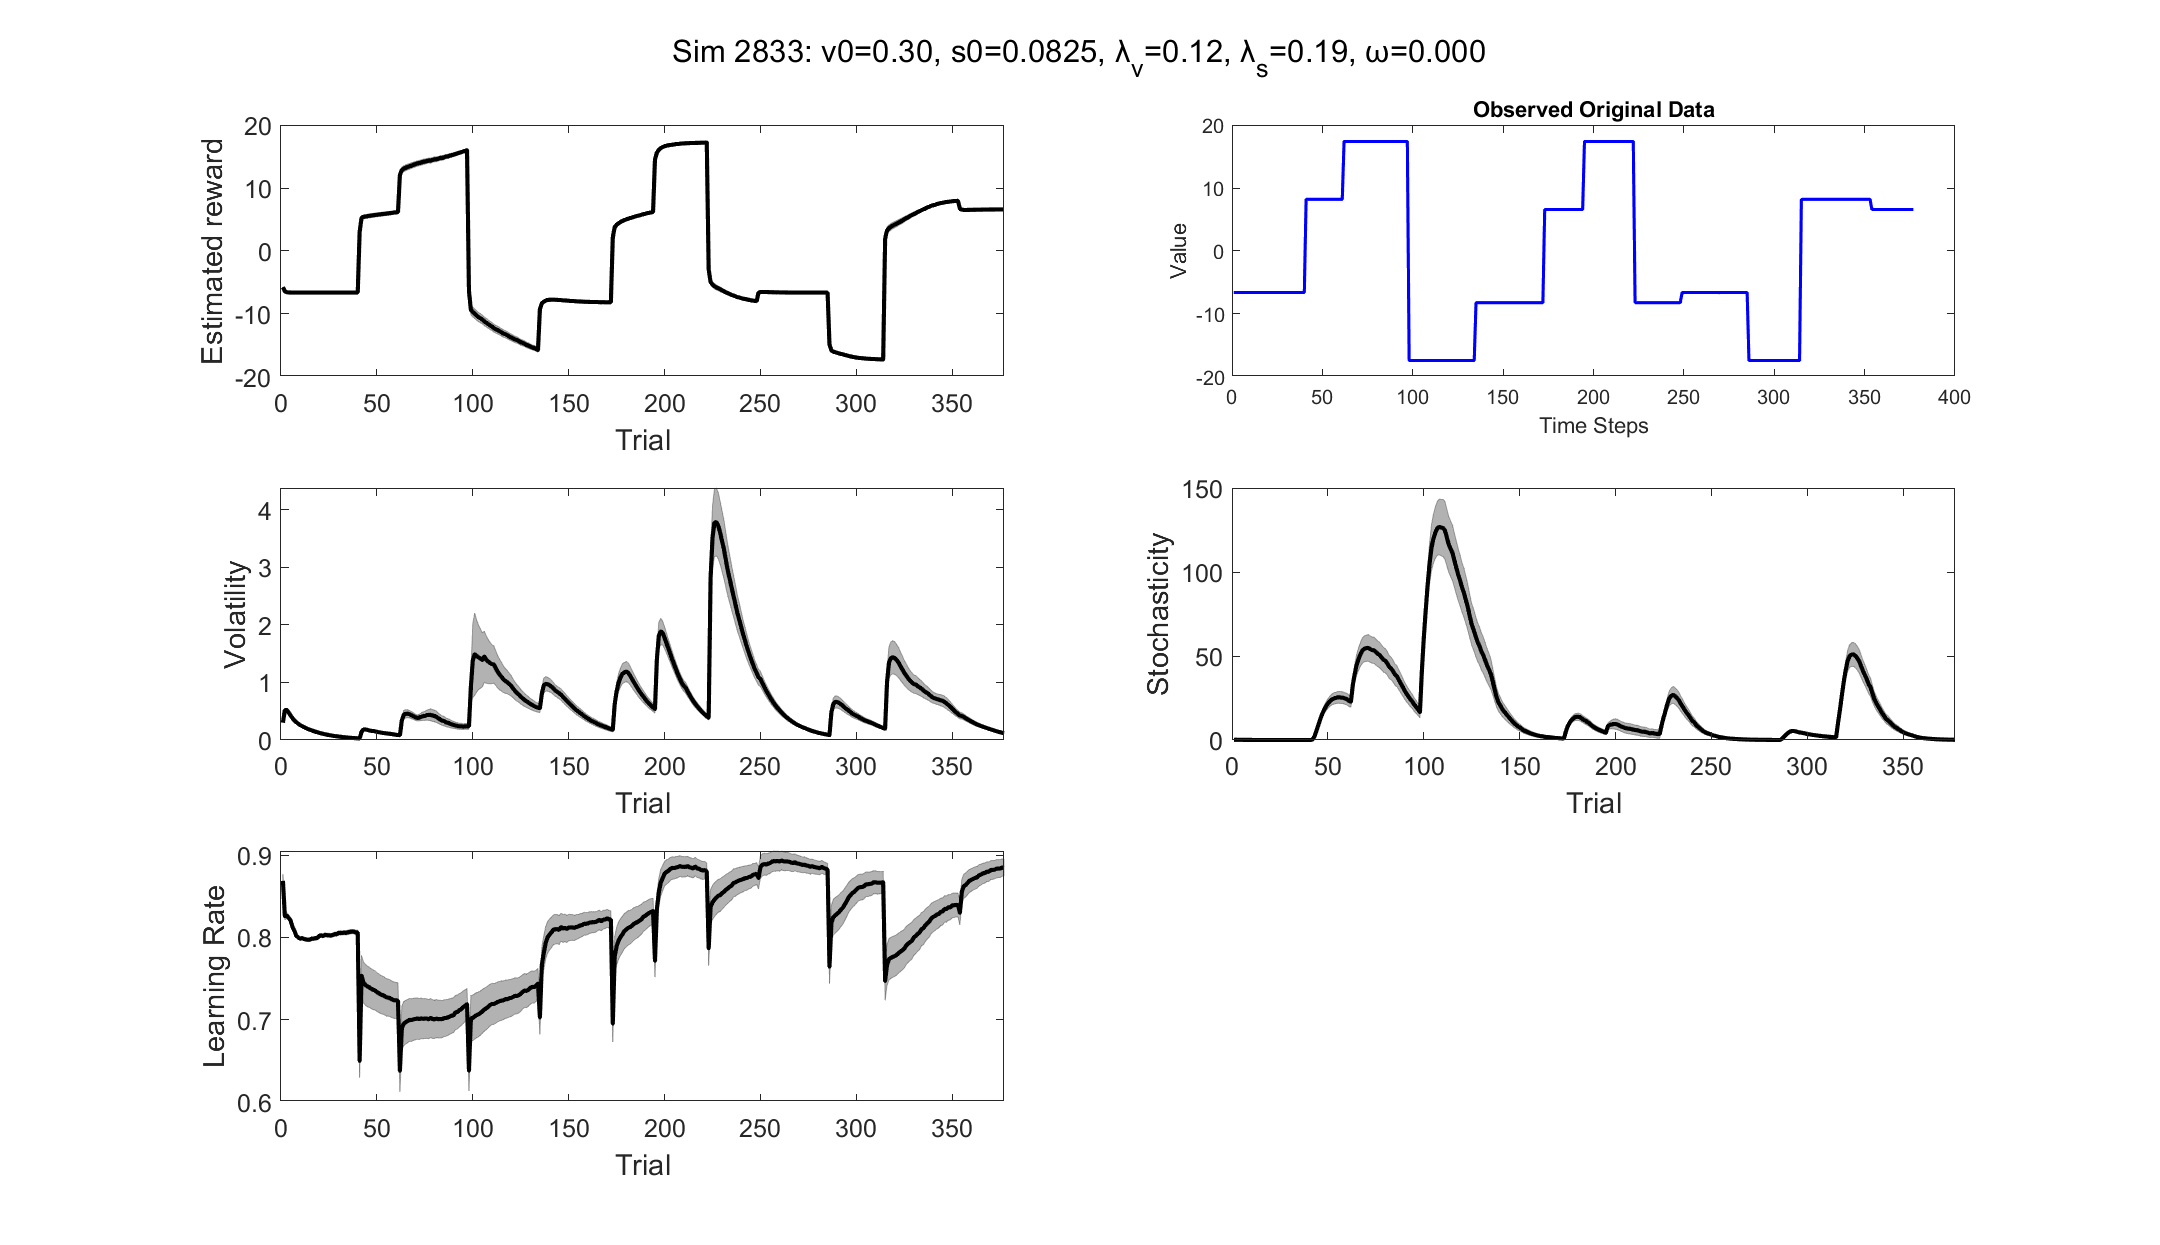 Sim 2833: v0=0.30, s0=0.0825, λv=0.12, λs=0.19, ω=0.000
Estimated reward
20
10
0
-10
-20
0 50 100 150 200 250 300 350
Trial
Observed Original Data
Value
20
10
0
-10
-20
0 50 100 150 200 250 300 350 400
Time Steps
Volatility
4
3
2
1
0
0 50 100 150 200 250 300 350
Trial
Stochasticity
150
100
50
0
0 50 100 150 200 250 300 350
Trial
Learning Rate
0.9
0.8
0.7
0.6
0 50 100 150 200 250 300 350
Trial